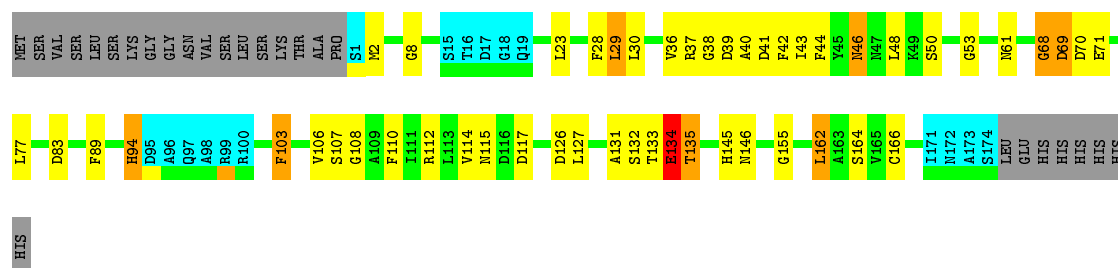 MET SER VAL SER LEU SER LYS GLY GLY ASN VAL SER LEU SER LYS THR ALA PRO S1 M2 G8 S15 T16 D17 G18 Q19 L23 F28 L29 L30 V36 R37 G38 D39 A40 D41 F42 I43 F44 Y45 N46 N47 L48 K49 S50 G53 N61 G68 D69 D70 E71
L77 D83 F89 H94 D95 A96 Q97 A98 R99 R100 F103 V106 S107 G108 A109 F110 I111 R112 L113 V114 N115 D116 D117 D126 L127 A131 S132 T133 E134 T135 H145 N146 G155 L162 A163 S164 V165 C166 I171 N172 A173 S174 LEU GLU HIS HIS HIS HIS HIS
HIS